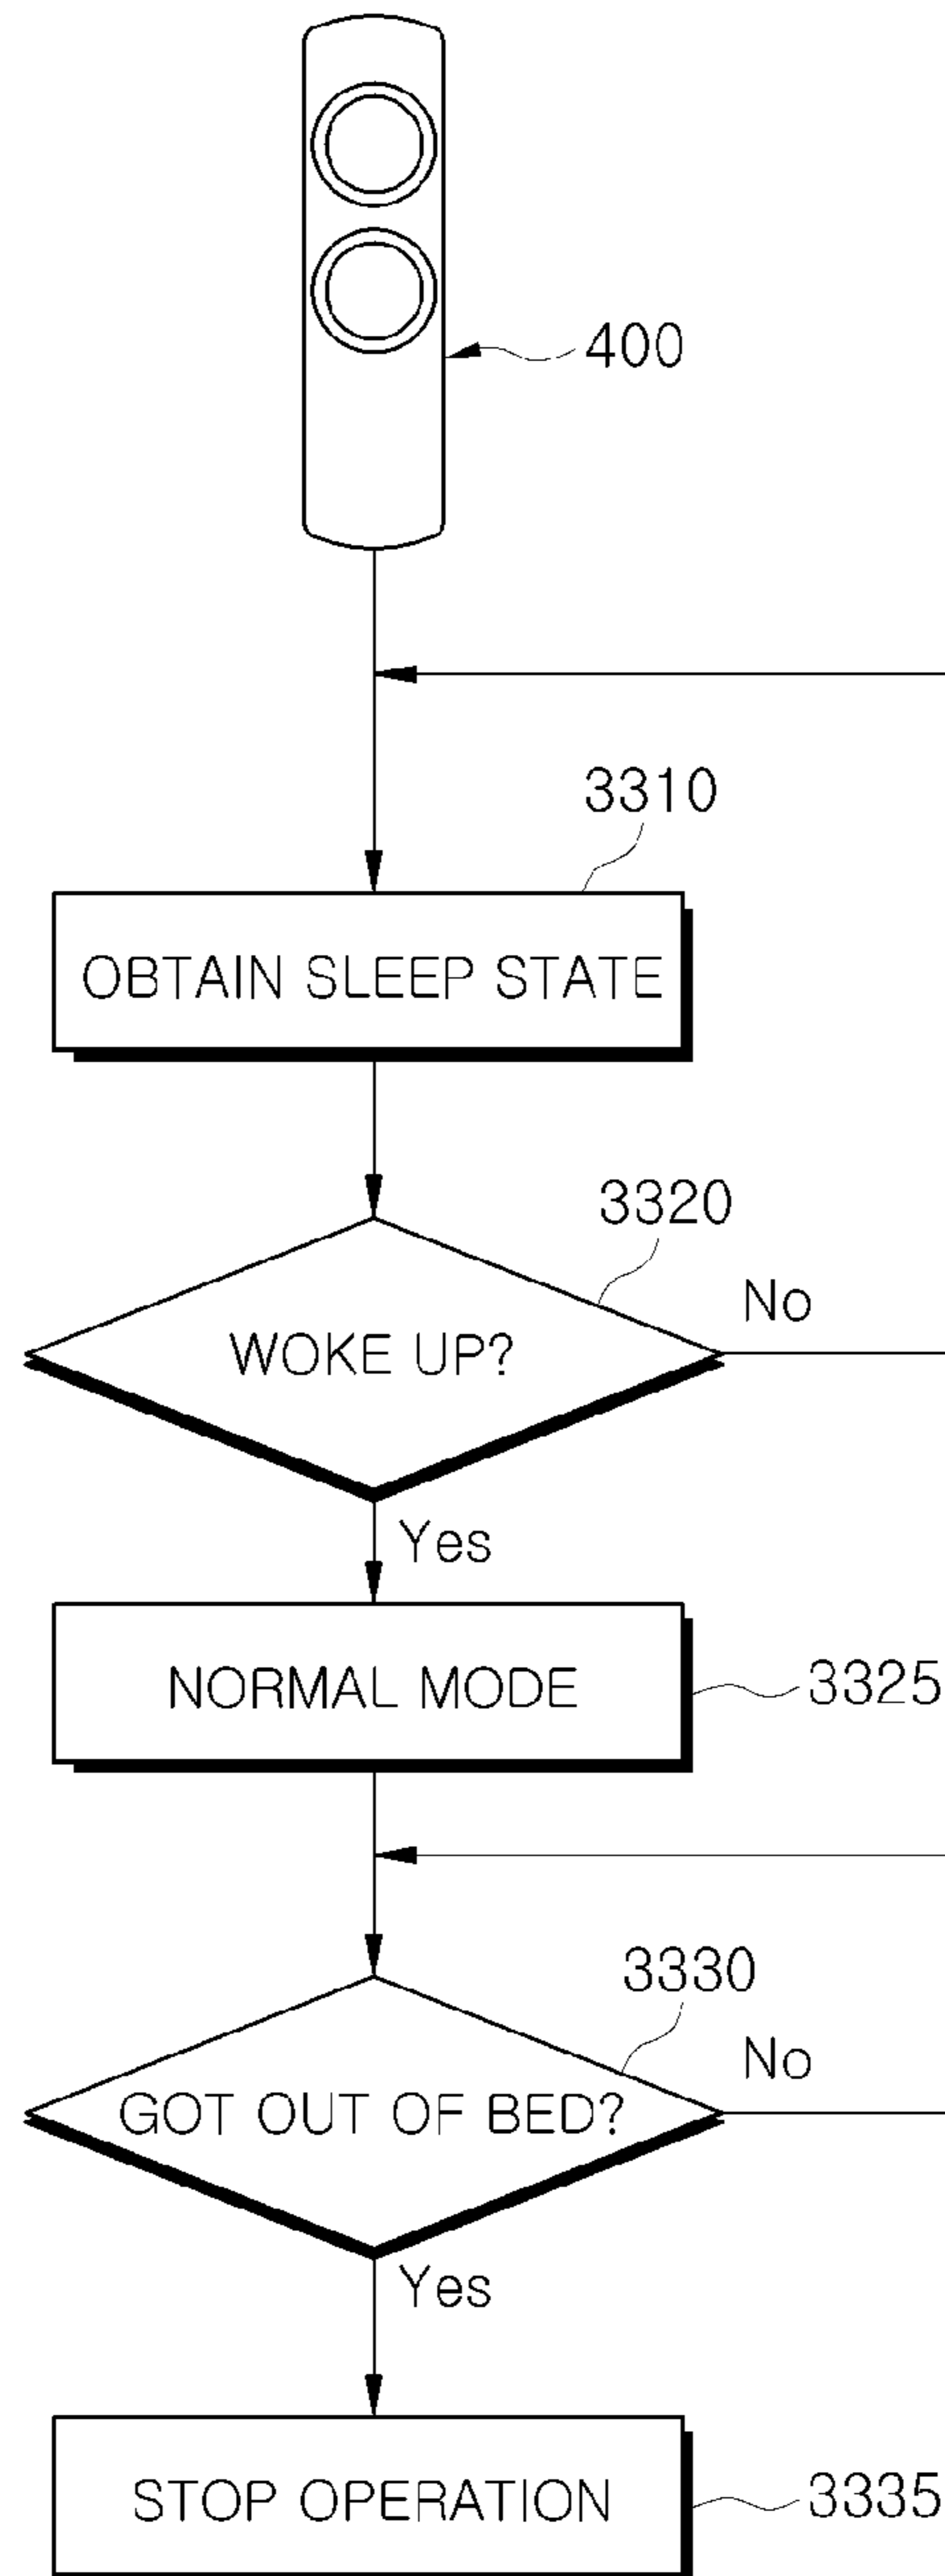 400
3310
OBTAIN SLEEP STATE
3320
No
WOKE UP?
Yes
NORMAL MODE
3325
3330
No
GOT OUT OF BED?
Yes
STOP OPERATION
3335